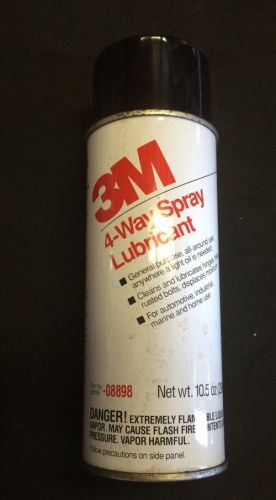 3M
4-Way Spray
Lubricant
General purpose, all-around use
anywhere a light oil is needed
Cleans and lubricates hinges,
rusted bolts, displaces
For automotive, industrial,
marine and home use
08898
Net wt. 10.5 oz
DANGER! EXTREMELY FLAMMABLE LIQUID
VAPOR. MAY CAUSE FLASH FIRE
PRESSURE. VAPOR HARMFUL.
Follow precautions on side panel.